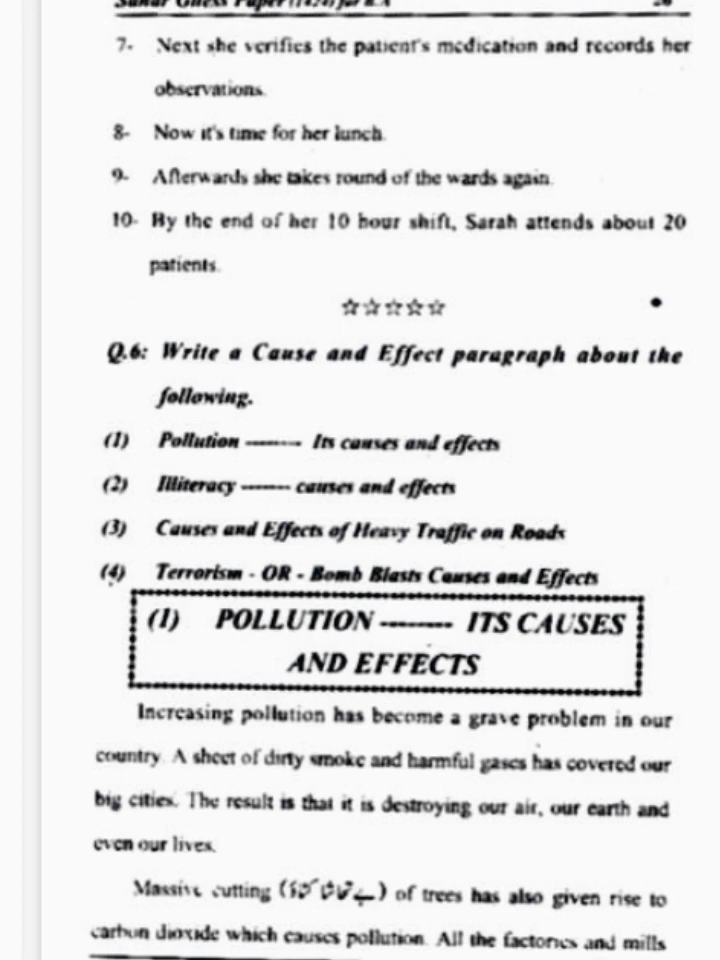 7- Next she verifies the patient's medication and records her
observations.
8- Now it's time for her lunch.
9- Afterwards she takes round of the wards again.
10- By the end of her 10 hour shift, Sarah attends about 20
patients.
☆☆☆☆☆
Q.6: Write a Cause and Effect paragraph about the
following.
(1) Pollution -------- Its causes and effects
(2) Illiteracy ------- causes and effects
(3) Causes and Effects of Heavy Traffic on Roads
(4) Terrorism - OR - Bomb Blasts Causes and Effects
(1) POLLUTION -------- ITS CAUSES
AND EFFECTS
Increasing pollution has become a grave problem in our
country. A sheet of dirty smoke and harmful gases has covered our
big cities. The result is that it is destroying our air, our earth and
even our lives.
Massive cutting of trees has also given rise to
carbon dioxide which causes pollution. All the factories and mills